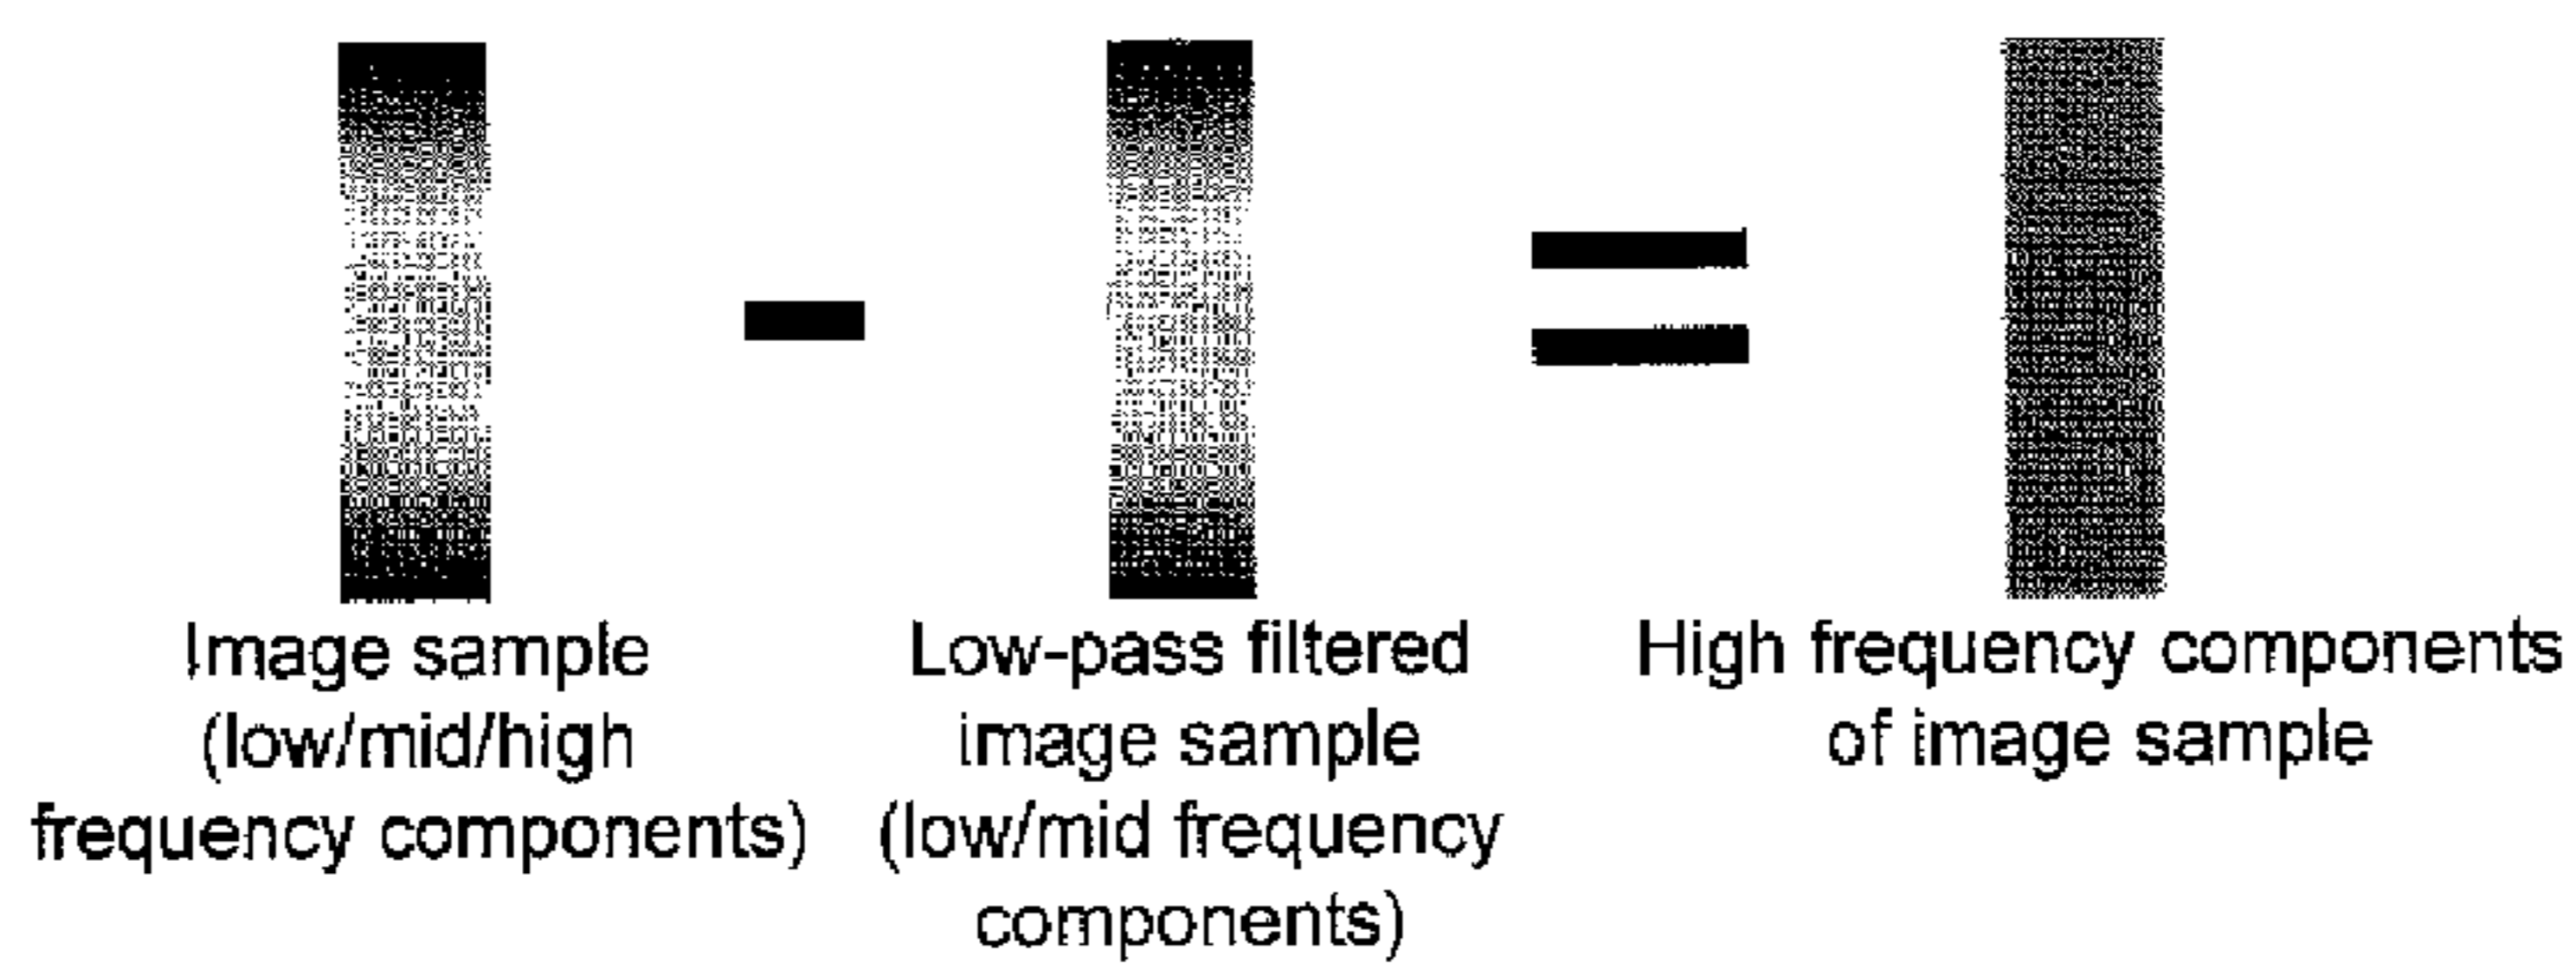 Image sample
(low/mid/high
frequency components)
Low-pass filtered
image sample
(low/mid frequency
components)
High frequency components
of image sample